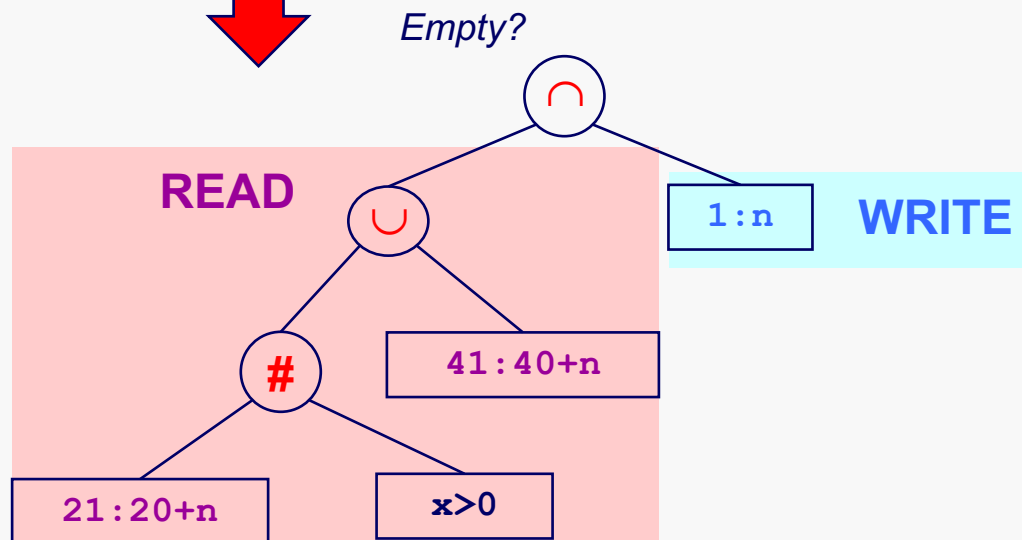 Empty?
∩
READ
∪
1:n
WRITE
#
41:40+n
21:20+n
x>0